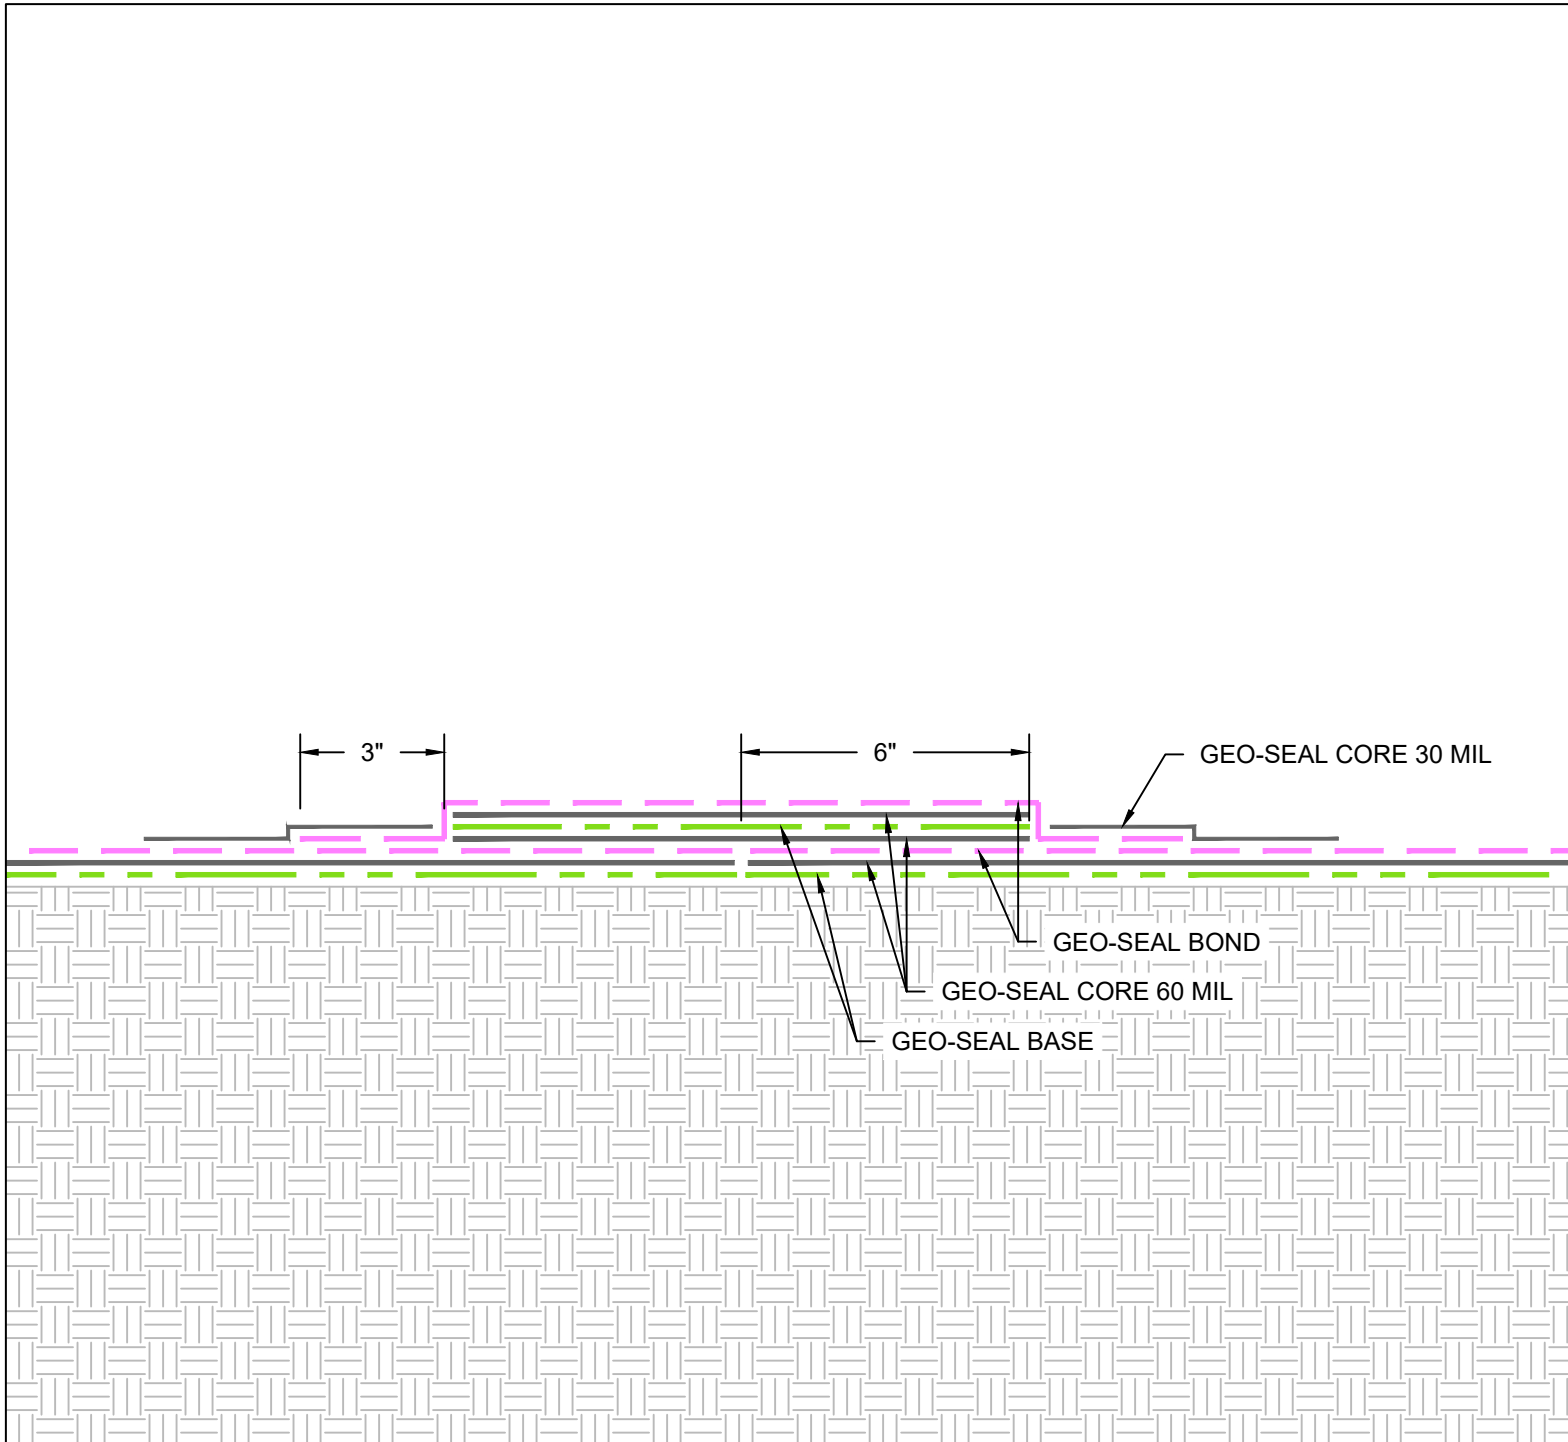 3"
6"
GEO-SEAL CORE 30 MIL
GEO-SEAL BOND
GEO-SEAL CORE 60 MIL
GEO-SEAL BASE